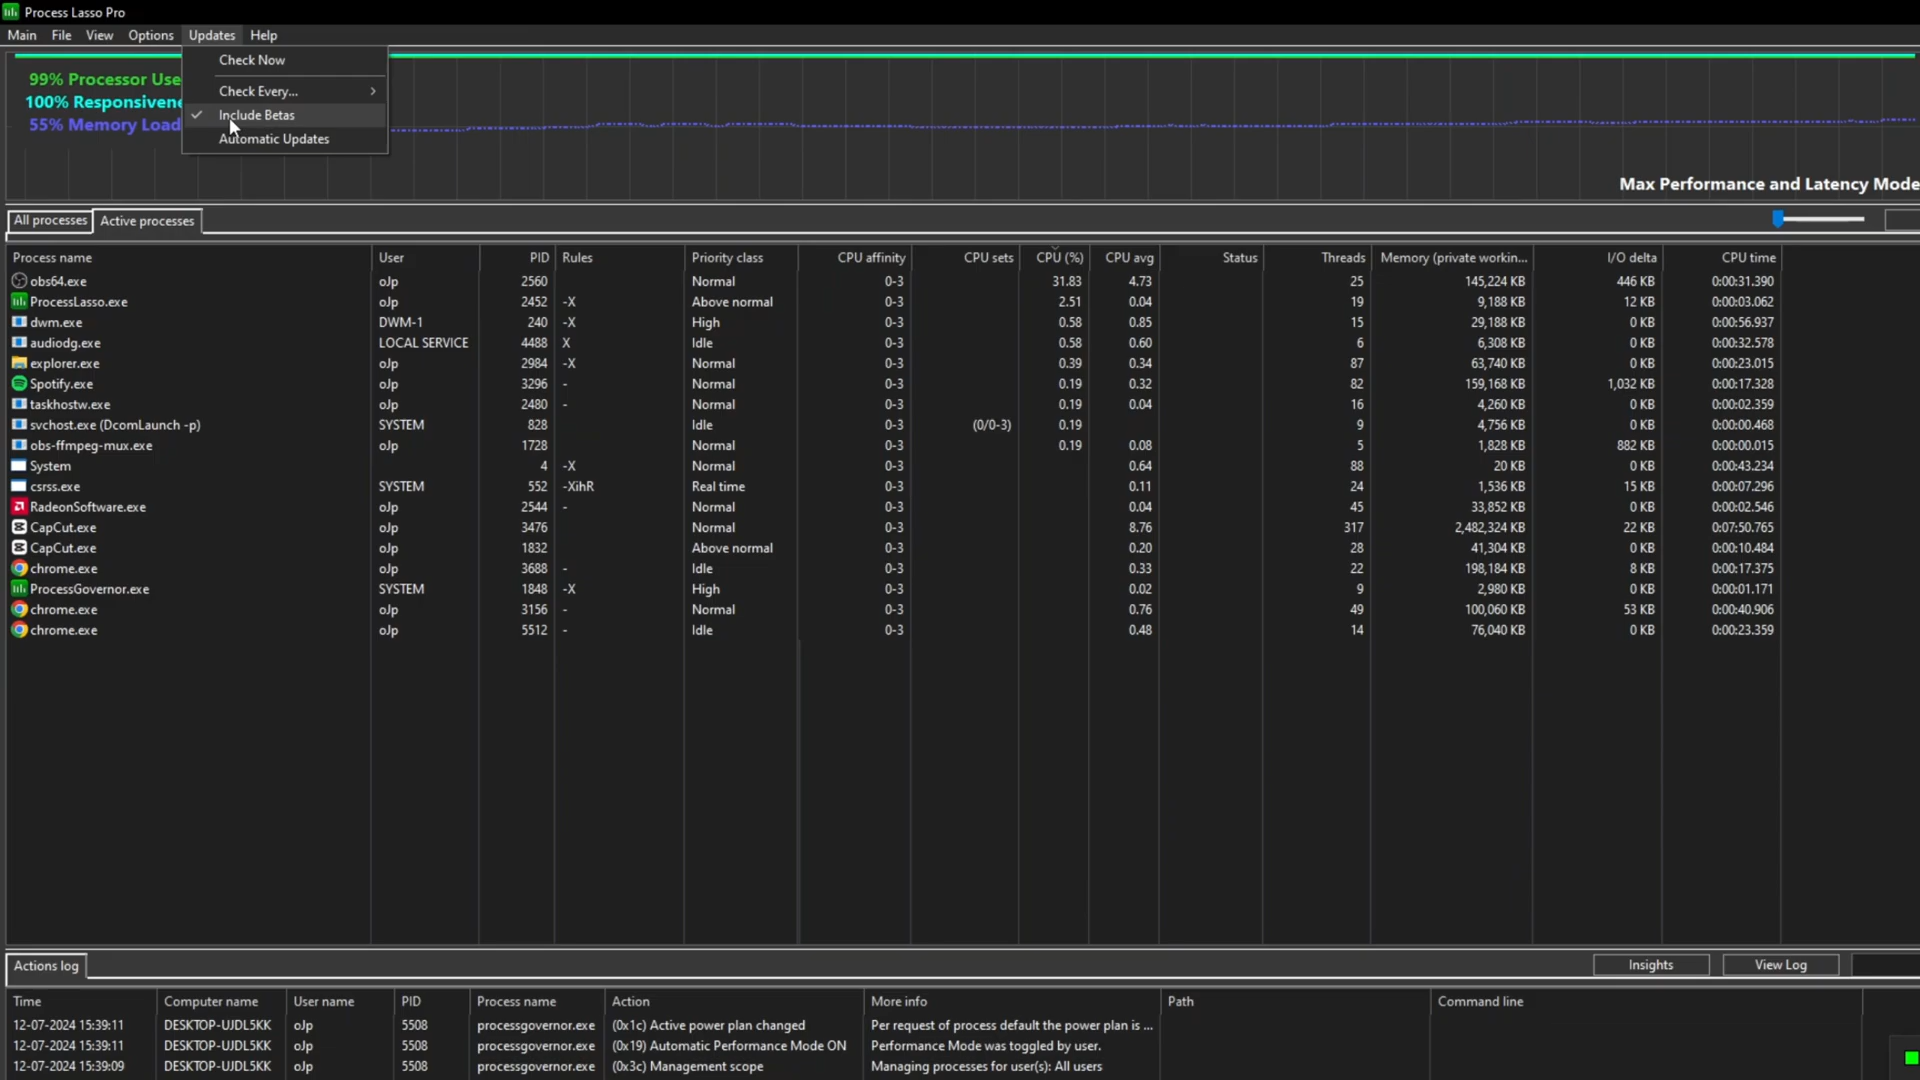 Process Lasso Pro
Main File View Options Updates Help
Check Now
Check Every...
Include Betas
Automatic Updates
99% Processor Use
100% Responsivene
55% Memory Load
Max Performance and Latency Mode
All processes Active processes
Process name User PID Rules Priority class CPU affinity CPU sets CPU (%) CPU avg Status Threads Memory (private workin... I/O delta CPU time
obs64.exe oJp 2560 Normal 0-3 31.83 4.73 25 145,224 KB 446 KB 0:00:31.390
ProcessLasso.exe oJp 2452 -X Above normal 0-3 2.51 0.04 19 9,188 KB 12 KB 0:00:03.062
dwm.exe DWM-1 240 -X High 0-3 0.58 0.85 15 29,188 KB 0 KB 0:00:56.937
audiodg.exe LOCAL SERVICE 4488 X Idle 0-3 0.58 0.60 6 6,308 KB 0 KB 0:00:32.578
explorer.exe oJp 2984 -X Normal 0-3 0.39 0.34 87 63,740 KB 0 KB 0:00:23.015
Spotify.exe oJp 3296 - Normal 0-3 0.19 0.32 82 159,168 KB 1,032 KB 0:00:17.328
taskhostw.exe oJp 2480 - Normal 0-3 0.19 0.04 16 4,260 KB 0 KB 0:00:02.359
svchost.exe (DcomLaunch -p) SYSTEM 828 Idle 0-3 (0/0-3) 0.19 9 4,756 KB 0 KB 0:00:00.468
obs-ffmpeg-mux.exe oJp 1728 Normal 0-3 0.19 0.08 5 1,828 KB 882 KB 0:00:00.015
System 4 -X Normal 0-3 0.64 88 20 KB 0 KB 0:00:43.234
csrss.exe SYSTEM 552 -XihR Real time 0-3 0.11 24 1,536 KB 15 KB 0:00:07.296
RadeonSoftware.exe oJp 2544 - Normal 0-3 0.04 45 33,852 KB 0 KB 0:00:02.546
CapCut.exe oJp 3476 Normal 0-3 8.76 317 2,482,324 KB 22 KB 0:07:50.765
CapCut.exe oJp 1832 Above normal 0-3 0.20 28 41,304 KB 0 KB 0:00:10.484
chrome.exe oJp 3688 - Idle 0-3 0.33 22 198,184 KB 8 KB 0:00:17.375
ProcessGovernor.exe SYSTEM 1848 -X High 0-3 0.02 9 2,980 KB 0 KB 0:00:01.171
chrome.exe oJp 3156 - Normal 0-3 0.76 49 100,060 KB 53 KB 0:00:40.906
chrome.exe oJp 5512 - Idle 0-3 0.48 14 76,040 KB 0 KB 0:00:23.359
Actions log Insights View Log
Time Computer name User name PID Process name Action More info Path Command line
12-07-2024 15:39:11 DESKTOP-UJDL5KK oJp 5508 processgovernor.exe (0x1c) Active power plan changed Per request of process default the power plan is ...
12-07-2024 15:39:11 DESKTOP-UJDL5KK oJp 5508 processgovernor.exe (0x19) Automatic Performance Mode ON Performance Mode was toggled by user.
12-07-2024 15:39:09 DESKTOP-UJDL5KK oJp 5508 processgovernor.exe (0x3c) Management scope Managing processes for user(s): All users